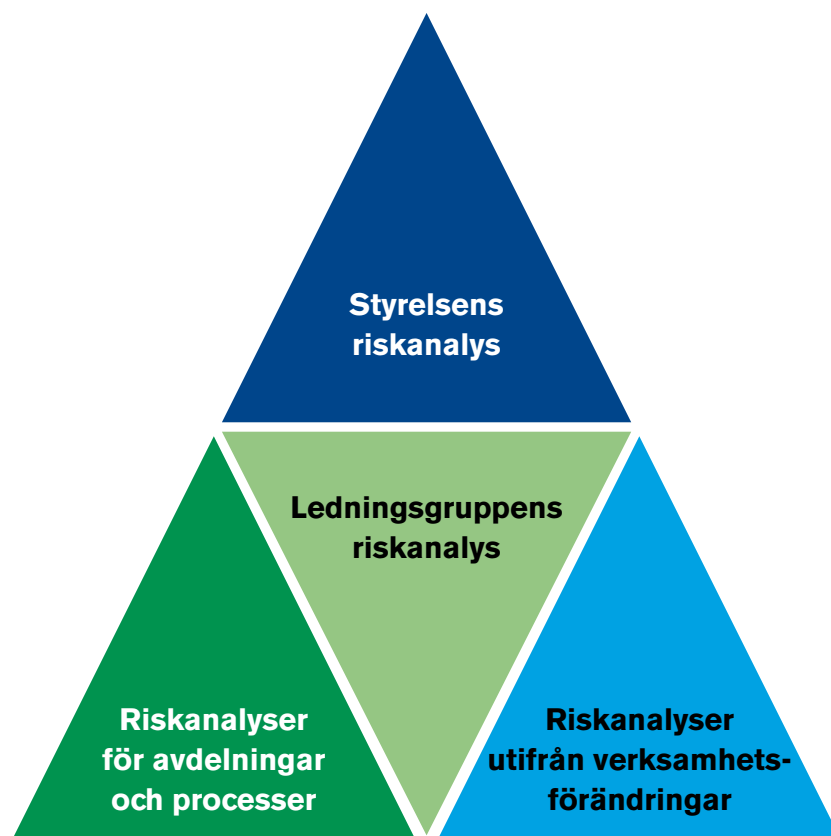 Styrelsens
riskanalys
Ledningsgruppens
riskanalys
Riskanalyser
för avdelningar
och processer
Riskanalyser
utifrån verksamhets-
förändringar